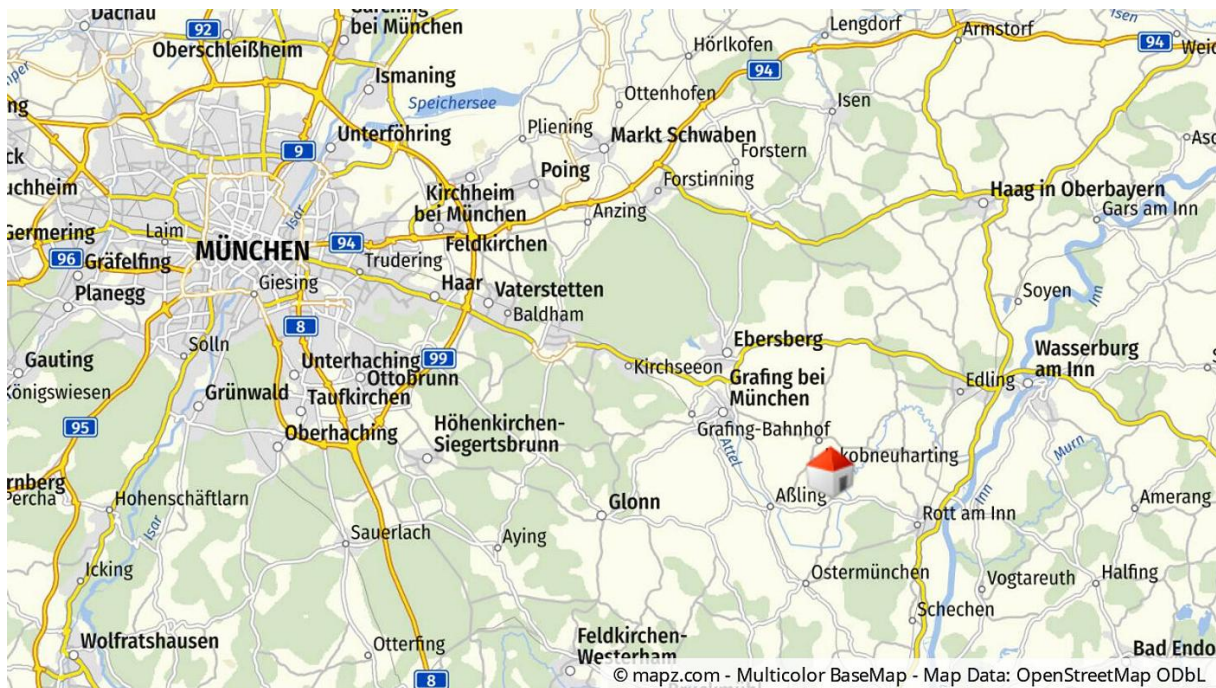 Dachau
92
bei München
Lengdorf
Armstorf
Isen
94
Oberschleißheim
Hörlkofen
94
Ismaning
Ottenhofen
Isen
Speichersee
Unterföhring
Pliening
Markt Schwaben
9
Forstern
Poing
Kirchheim
bei München
Forstinning
Haag in Oberbayern
Gars am Inn
Isar
Anzing
Germering
Laim
MÜNCHEN
94
Feldkirchen
96
Gräfelfing
Trudering
Planegg
Giesing
Haar
Vaterstetten
Soyen
Inn
Baldham
8
Solln
Ebersberg
Wasserburg
am Inn
Gauting
Unterhaching
99
Kirchseeon
Königswiesen
Ottobrunn
Grafing bei
München
Edling
Grünwald
Taufkirchen
95
Oberhaching
Höhenkirchen-
Siegertsbrunn
Grafing-Bahnhof
Attel
kobneuharting
Murn
Percha
Hohenschäftlarn
Glonn
Aßling
Inn
Amerang
Isar
Rott am Inn
Sauerlach
Aying
Icking
Ostermünchen
Vogtareuth
Halfing
Schechen
Wolfratshausen
Otterfing
Feldkirchen-
Westerham
Bad Endo
8
© mapz.com - Multicolor BaseMap - Map Data: OpenStreetMap ODbL